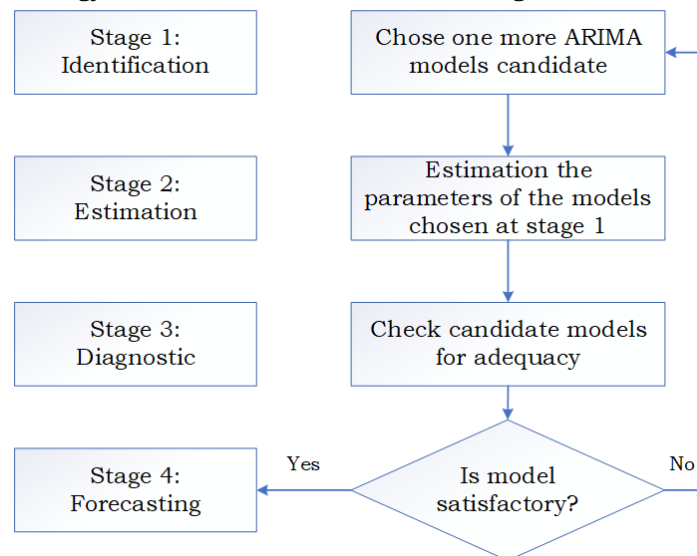 Stage 1:
Identification
Chose one more ARIMA
models candidate
Stage 2:
Estimation
Estimation the
parameters of the models
chosen at stage 1
Stage 3:
Diagnostic
Check candidate models
for adequacy
Stage 4:
Forecasting
Yes
Is model
satisfactory?
No